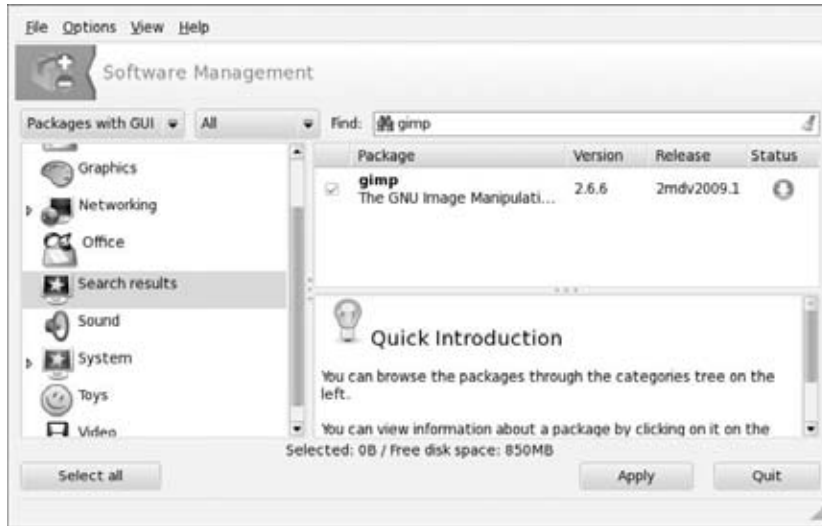 File Options View Help
Software Management
Packages with GUI All Find: gimp
Package Version Release Status
gimp
The GNU Image Manipulati... 2.6.6 2mdv2009.1
Graphics
Networking
Office
Search results
Sound
System
Toys
Video
Quick Introduction
You can browse the packages through the categories tree on the
left.
You can view information about a package by clicking on it on the
Selected: 0B / Free disk space: 850MB
Select all Apply Quit